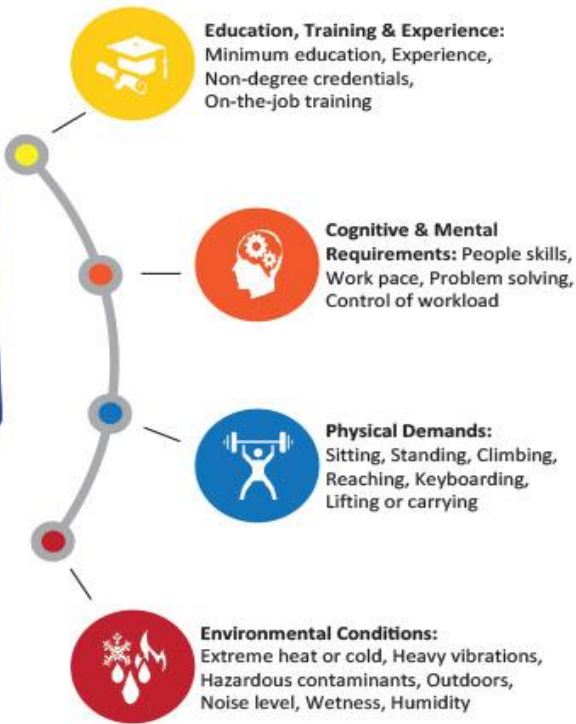 Education, Training & Experience:
Minimum education, Experience,
Non-degree credentials,
On-the-job training
Cognitive & Mental
Requirements: People skills,
Work pace, Problem solving,
Control of workload
Physical Demands:
Sitting, Standing, Climbing,
Reaching, Keyboarding,
Lifting or carrying
Environmental Conditions:
Extreme heat or cold, Heavy vibrations,
Hazardous contaminants, Outdoors,
Noise level, Wetness, Humidity